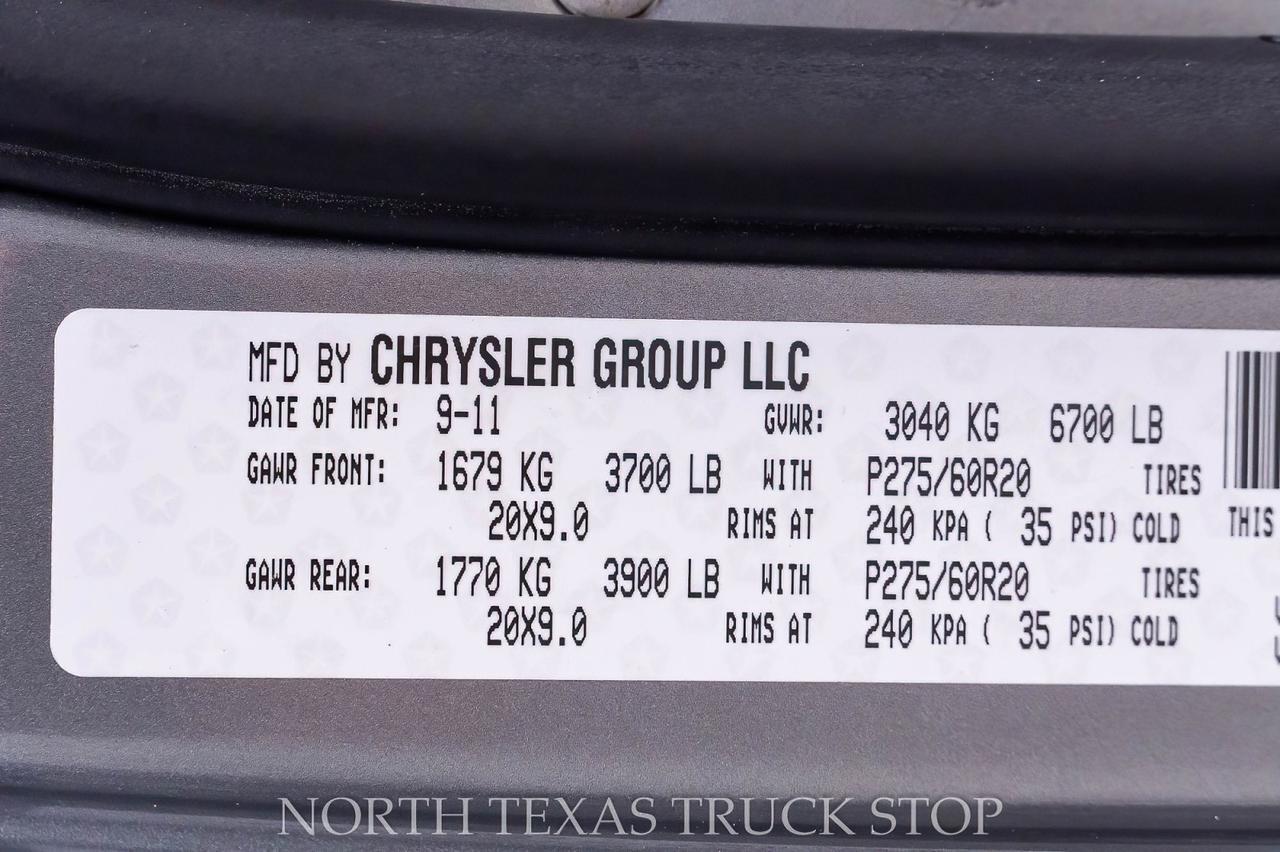 MFD BY CHRYSLER GROUP LLC
DATE OF MFR: 9-11 GVWR: 3040 KG 6700 LB
GAWR FRONT: 1679 KG 3700 LB WITH P275/60R20 TIRES
20X9.0 RIMS AT 240 KPA ( 35 PSI) COLD THIS
GAWR REAR: 1770 KG 3900 LB WITH P275/60R20 TIRES
20X9.0 RIMS AT 240 KPA ( 35 PSI) COLD
NORTH TEXAS TRUCK STOP